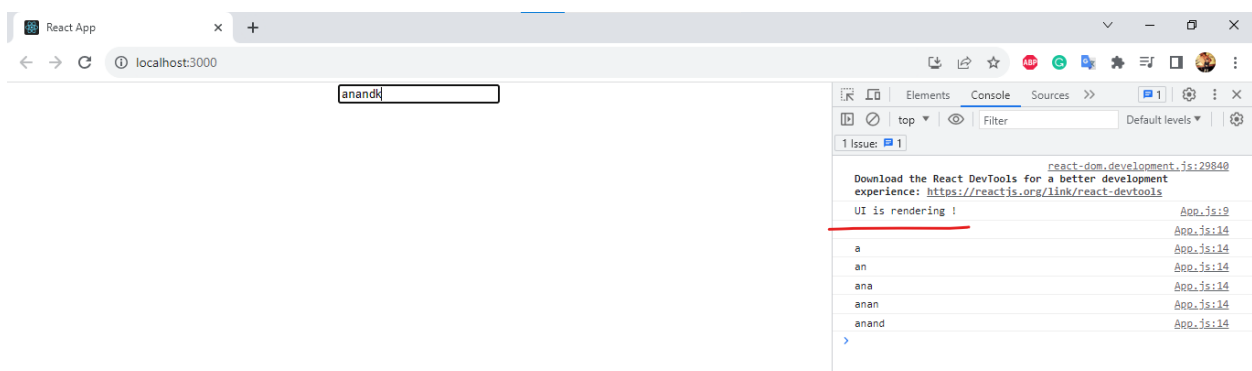 React App
localhost:3000
ABP
G
anandk
Elements Console Sources
1
top Filter Default levels
1 Issue: 1
react-dom.development.js:29840
Download the React DevTools for a better development
experience: https://reactjs.org/link/react-devtools
UI is rendering ! App.js:9
App.js:14
a App.js:14
an App.js:14
ana App.js:14
anan App.js:14
anand App.js:14